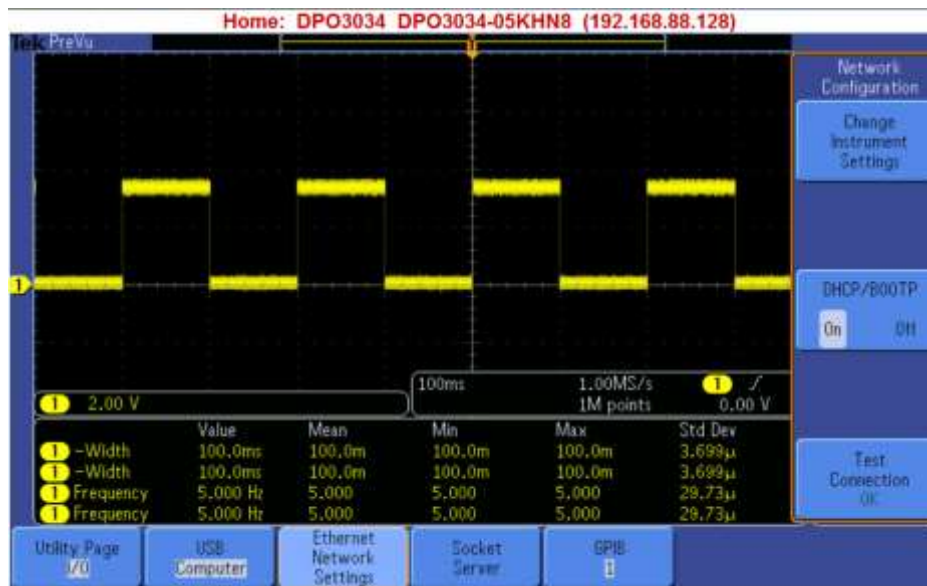 Home: DPO3034 DPO3034-05KHN8 (192.168.88.128)
Tek PreVu
Network
Configuration
Change
Instrument
Settings
1
DHCP/BOOTP
On Off
1 2.00 V
100ms 1.00MS/s 1
1M points 0.00 V
Value Mean Min Max Std Dev
1 -Width 100.0ms 100.0m 100.0m 100.0m 3.699µ
1 -Width 100.0ms 100.0m 100.0m 100.0m 3.699µ
1 Frequency 5.000 Hz 5.000 5.000 5.000 29.73µ
1 Frequency 5.000 Hz 5.000 5.000 5.000 29.73µ
Test
Connection
OK
Utility Page
I/O
USB
Computer
Ethernet
Network
Settings
Socket
Server
GPIB
1